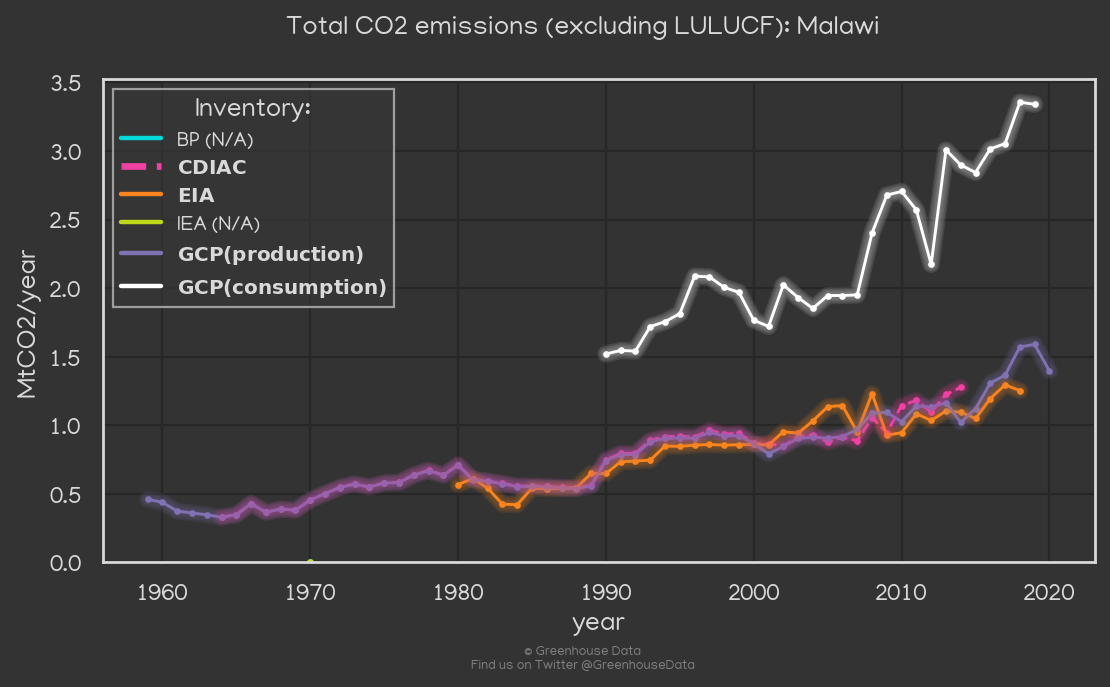 Total CO2 emissions (excluding LULUCF): Malawi
3.5
3.0
2.5
2.0
1.5
1.0
0.5
0.0
MtCO2/year
Inventory:
BP (N/A)
CDIAC
EIA
IEA (N/A)
GCP(production)
GCP(consumption)
1960 1970 1980 1990 2000 2010 2020
year
© Greenhouse Data
Find us on Twitter @GreenhouseData